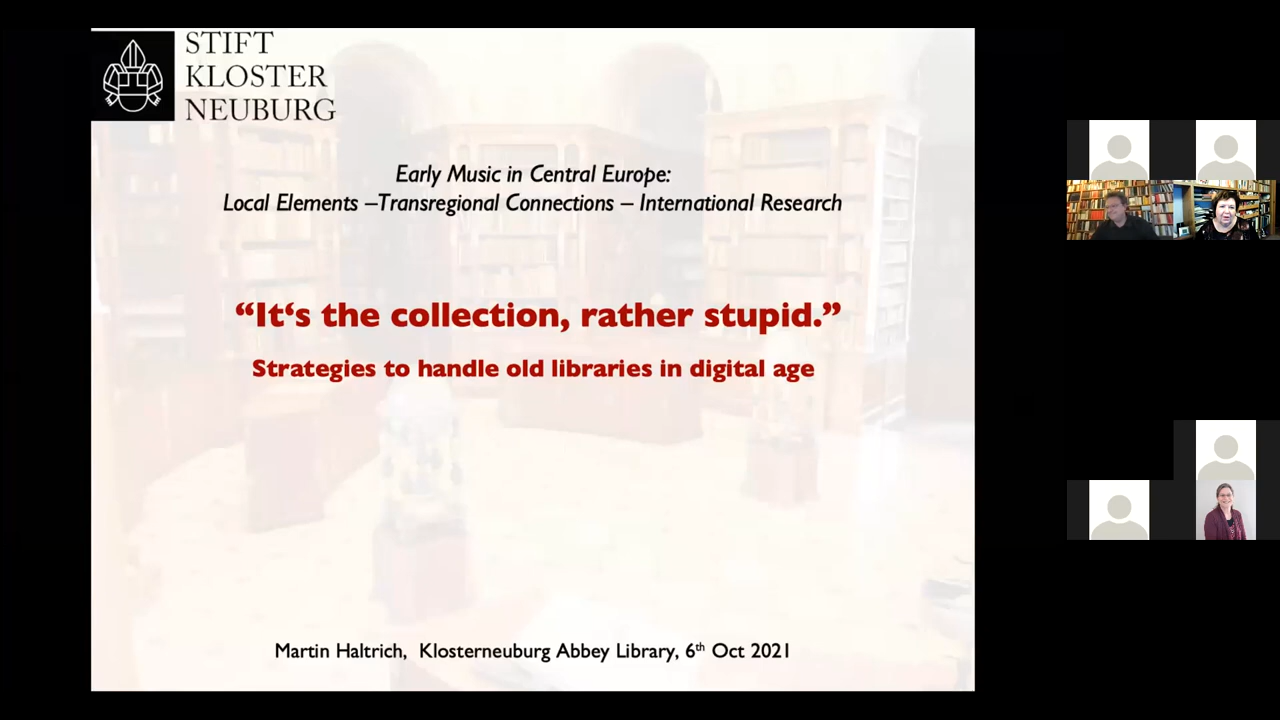 STIFT
KLOSTER
NEUBURG
Early Music in Central Europe:
Local Elements –Transregional Connections – International Research
“It‘s the collection, rather stupid.”
Strategies to handle old libraries in digital age
Martin Haltrich, Klosterneuburg Abbey Library, 6th Oct 2021